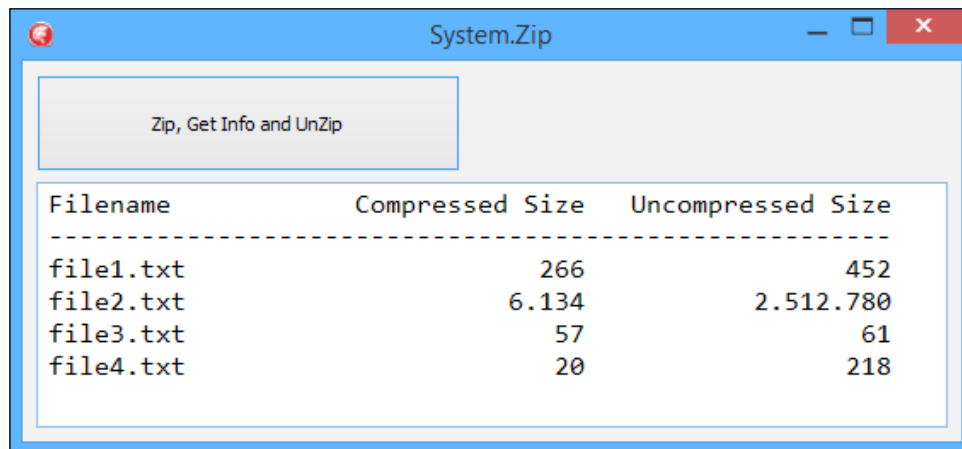 System.Zip
Zip, Get Info and UnZip
Filename Compressed Size Uncompressed Size
-------------------------------------------------------
file1.txt 266 452
file2.txt 6.134 2.512.780
file3.txt 57 61
file4.txt 20 218